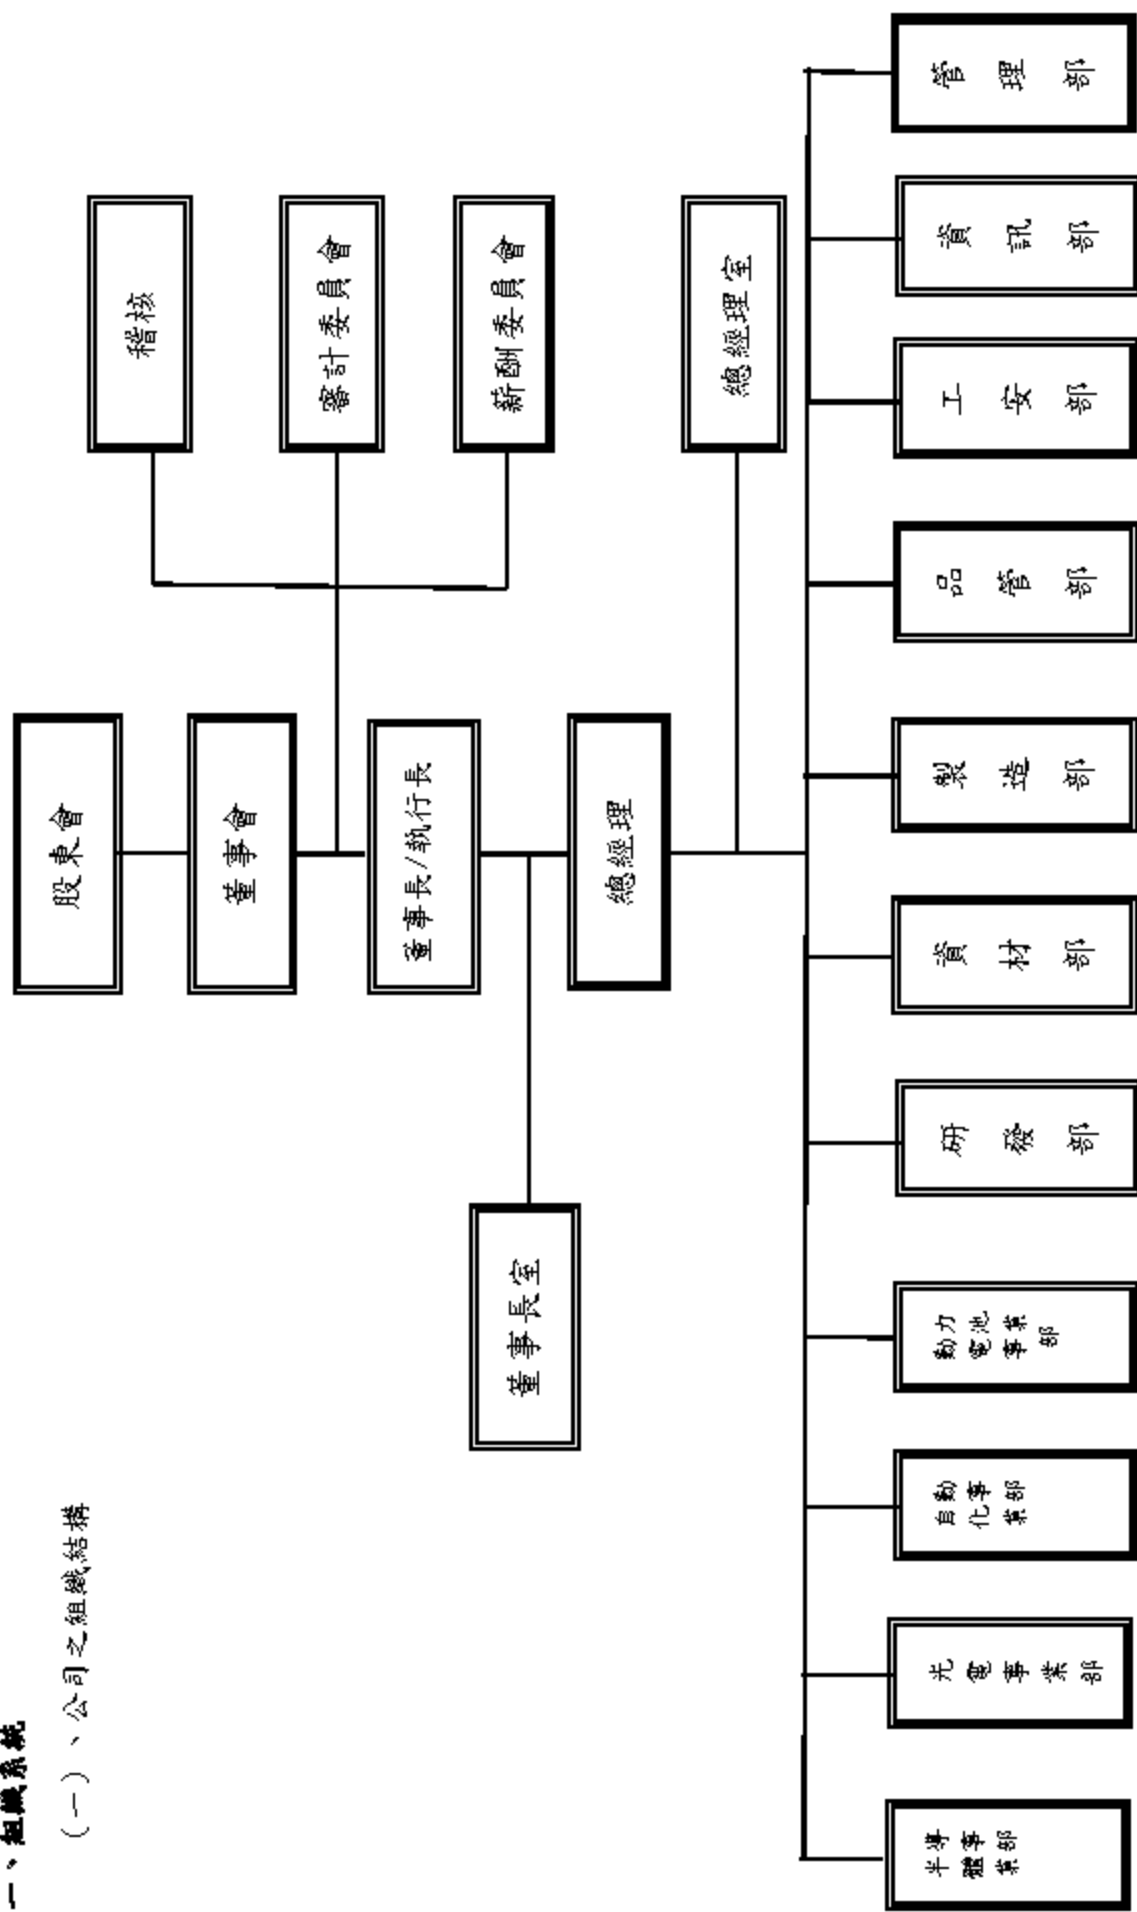 一、組織系統
(一)、公司之組織結構
股東會
董事會
稽核
審計委員會
薪酬委員會
董事長/執行長
董事長室
總經理
總經理室
半導
體事
業部
光電事業部
自動
化事
業部
動力
電池
事業
部
研發部
資材部
製造部
品管部
工安部
資訊部
管理部